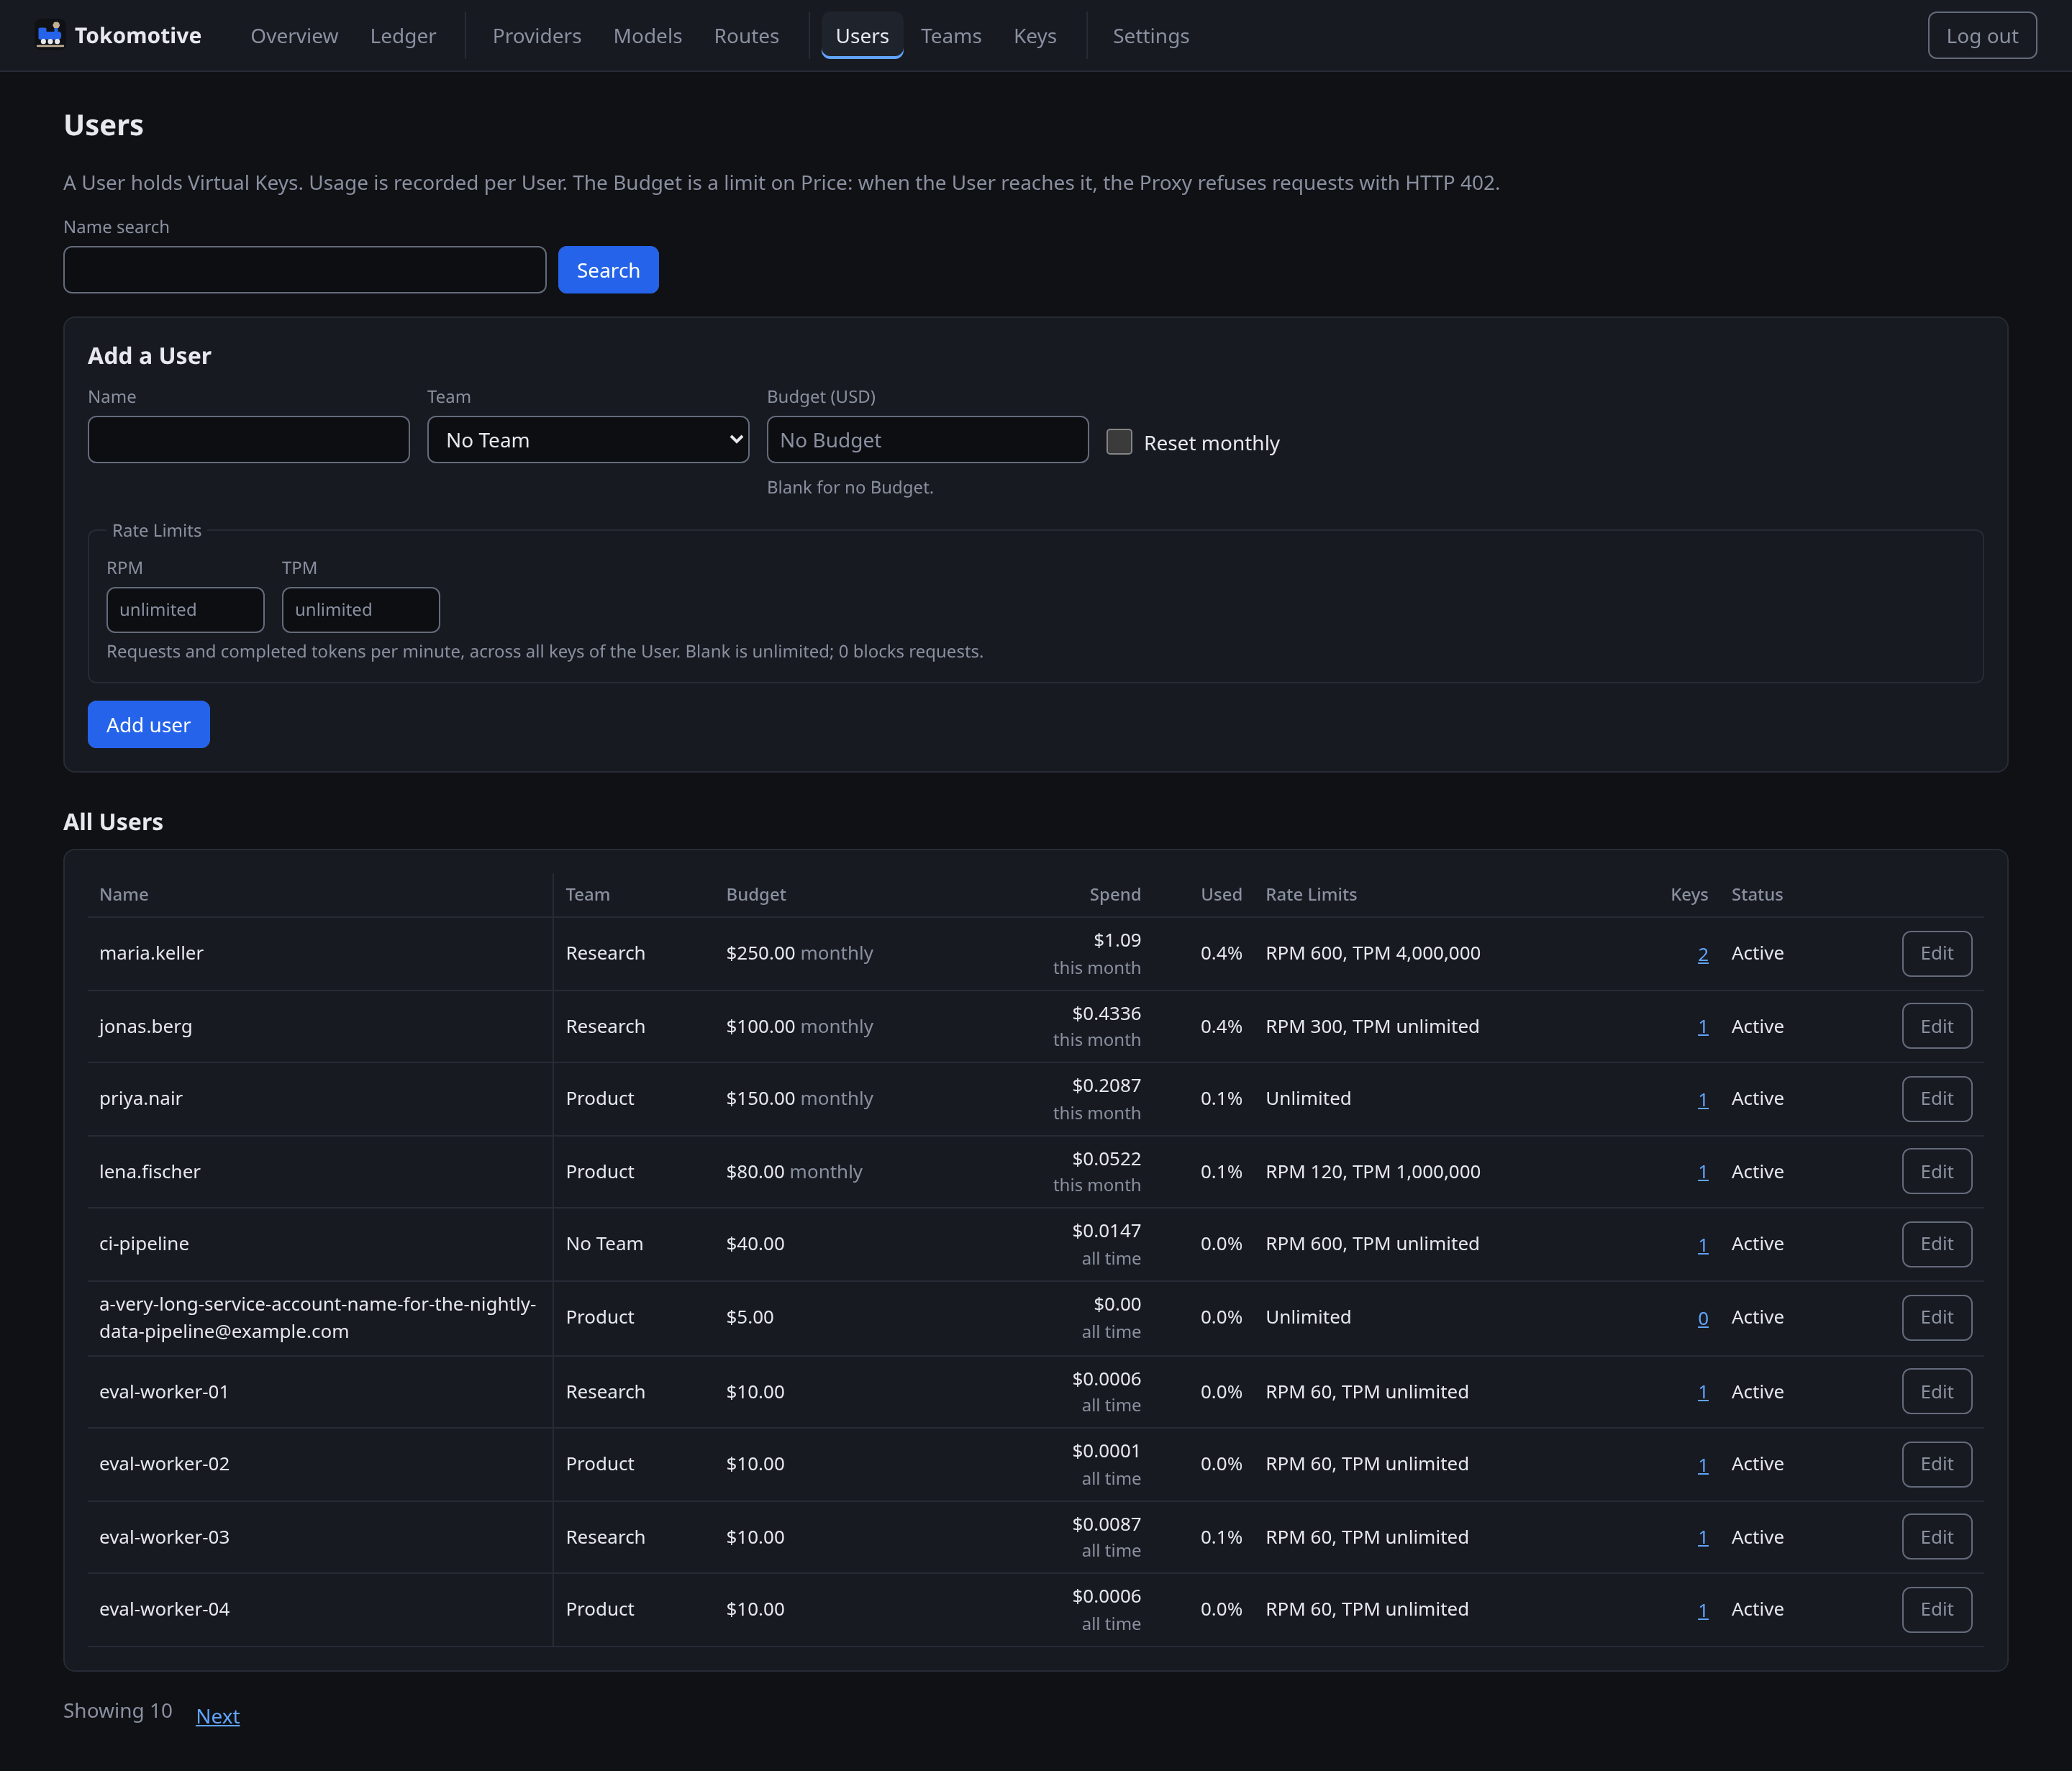 Tokomotive Overview Ledger Providers Models Routes Users Teams Keys Settings Log out
Users
A User holds Virtual Keys. Usage is recorded per User. The Budget is a limit on Price: when the User reaches it, the Proxy refuses requests with HTTP 402.
Name search
Search
Add a User
Name Team Budget (USD)
No Team No Budget Reset monthly
Blank for no Budget.
Rate Limits
RPM TPM
unlimited unlimited
Requests and completed tokens per minute, across all keys of the User. Blank is unlimited; 0 blocks requests.
Add user
All Users
Name Team Budget Spend Used Rate Limits Keys Status
maria.keller Research $250.00 monthly $1.09 this month 0.4% RPM 600, TPM 4,000,000 2 Active Edit
jonas.berg Research $100.00 monthly $0.4336 this month 0.4% RPM 300, TPM unlimited 1 Active Edit
priya.nair Product $150.00 monthly $0.2087 this month 0.1% Unlimited 1 Active Edit
lena.fischer Product $80.00 monthly $0.0522 this month 0.1% RPM 120, TPM 1,000,000 1 Active Edit
ci-pipeline No Team $40.00 $0.0147 all time 0.0% RPM 600, TPM unlimited 1 Active Edit
a-very-long-service-account-name-for-the-nightly-
data-pipeline@example.com Product $5.00 $0.00 all time 0.0% Unlimited 0 Active Edit
eval-worker-01 Research $10.00 $0.0006 all time 0.0% RPM 60, TPM unlimited 1 Active Edit
eval-worker-02 Product $10.00 $0.0001 all time 0.0% RPM 60, TPM unlimited 1 Active Edit
eval-worker-03 Research $10.00 $0.0087 all time 0.1% RPM 60, TPM unlimited 1 Active Edit
eval-worker-04 Product $10.00 $0.0006 all time 0.0% RPM 60, TPM unlimited 1 Active Edit
Showing 10 Next